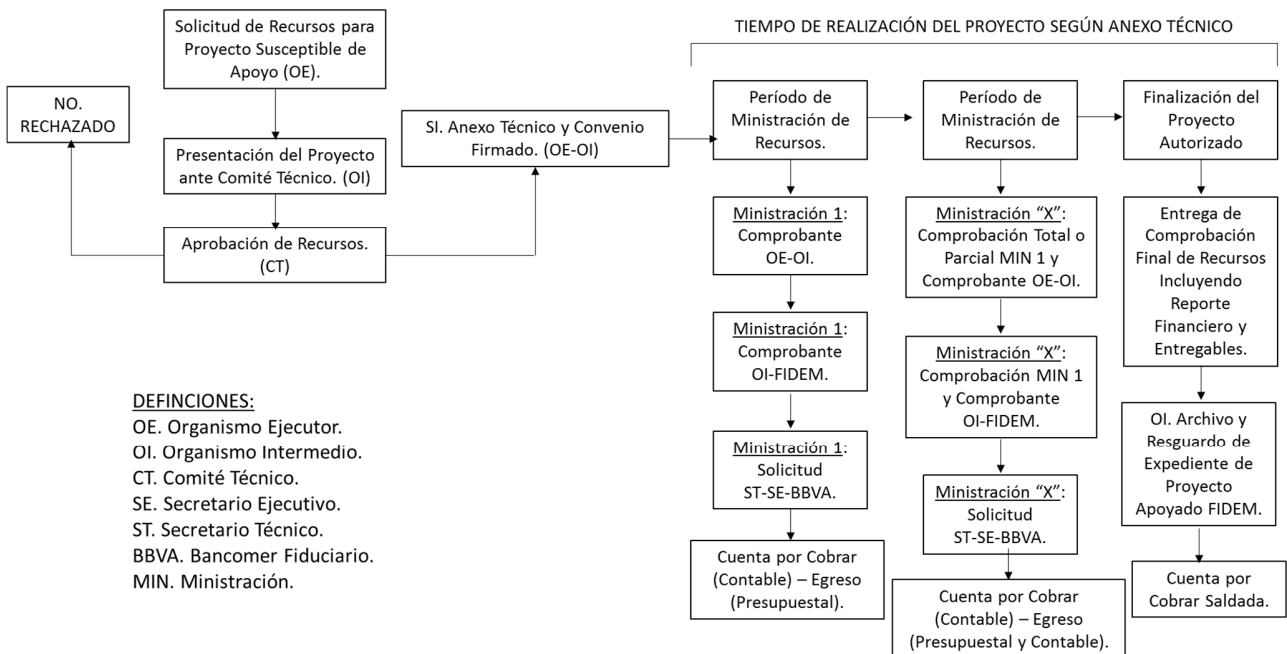 Solicitud de Recursos para
Proyecto Susceptible de
Apoyo (OE).
NO.
RECHAZADO
Presentación del Proyecto
ante Comité Técnico. (OI)
Aprobación de Recursos.
(CT)
SI. Anexo Técnico y Convenio
Firmado. (OE-OI)
TIEMPO DE REALIZACIÓN DEL PROYECTO SEGÚN ANEXO TÉCNICO
Período de
Ministración de
Recursos.
Ministración 1:
Comprobante
OE-OI.
Ministración 1:
Comprobante
OI-FIDEM.
Ministración 1:
Solicitud
ST-SE-BBVA.
Cuenta por Cobrar
(Contable) – Egreso
(Presupuestal).
Período de
Ministración de
Recursos.
Ministración “X”:
Comprobación Total o
Parcial MIN 1 y
Comprobante OE-OI.
Ministración “X”:
Comprobación MIN 1
y Comprobante
OI-FIDEM.
Ministración “X”:
Solicitud
ST-SE-BBVA.
Cuenta por Cobrar
(Contable) – Egreso
(Presupuestal y Contable).
Finalización del
Proyecto
Autorizado
Entrega de
Comprobación
Final de Recursos
Incluyendo
Reporte
Financiero y
Entregables.
OI. Archivo y
Resguardo de
Expediente de
Proyecto
Apoyado FIDEM.
Cuenta por
Cobrar Saldada.
DEFINCIONES:
OE. Organismo Ejecutor.
OI. Organismo Intermedio.
CT. Comité Técnico.
SE. Secretario Ejecutivo.
ST. Secretario Técnico.
BBVA. Bancomer Fiduciario.
MIN. Ministración.